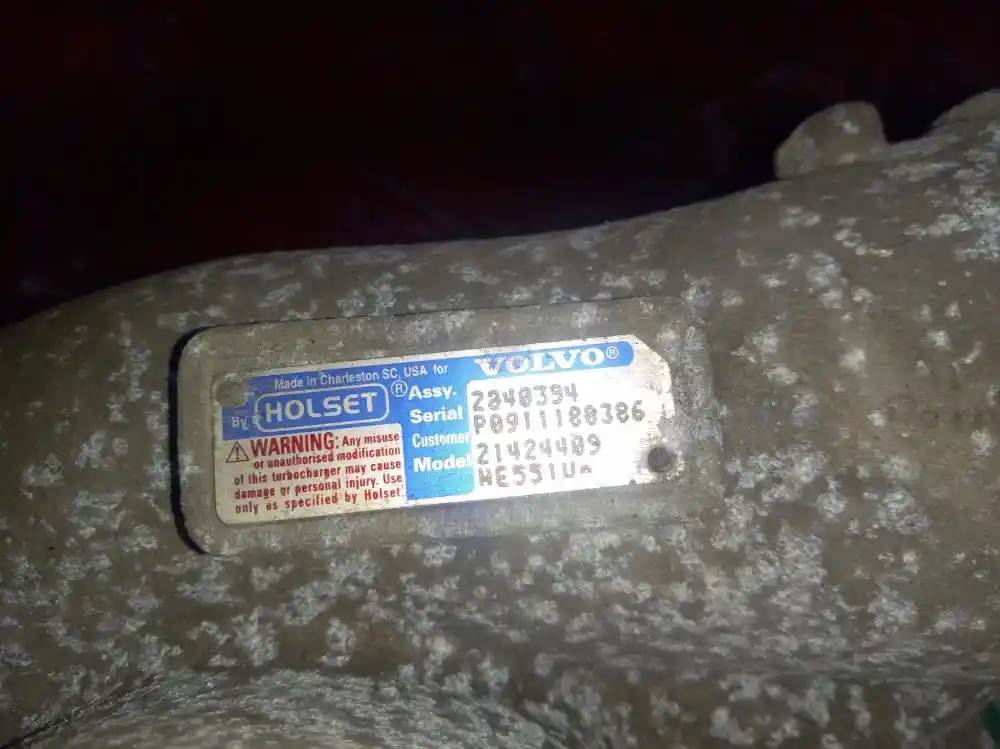 Made in Charleston SC, USA for VOLVO®
By HOLSET®
WARNING: Any misuse
or unauthorised modification
of this turbocharger may cause
damage or personal injury. Use
only as specified by Holset.
Assy. 2840394
Serial P0911180386
Customer 21424409
Model